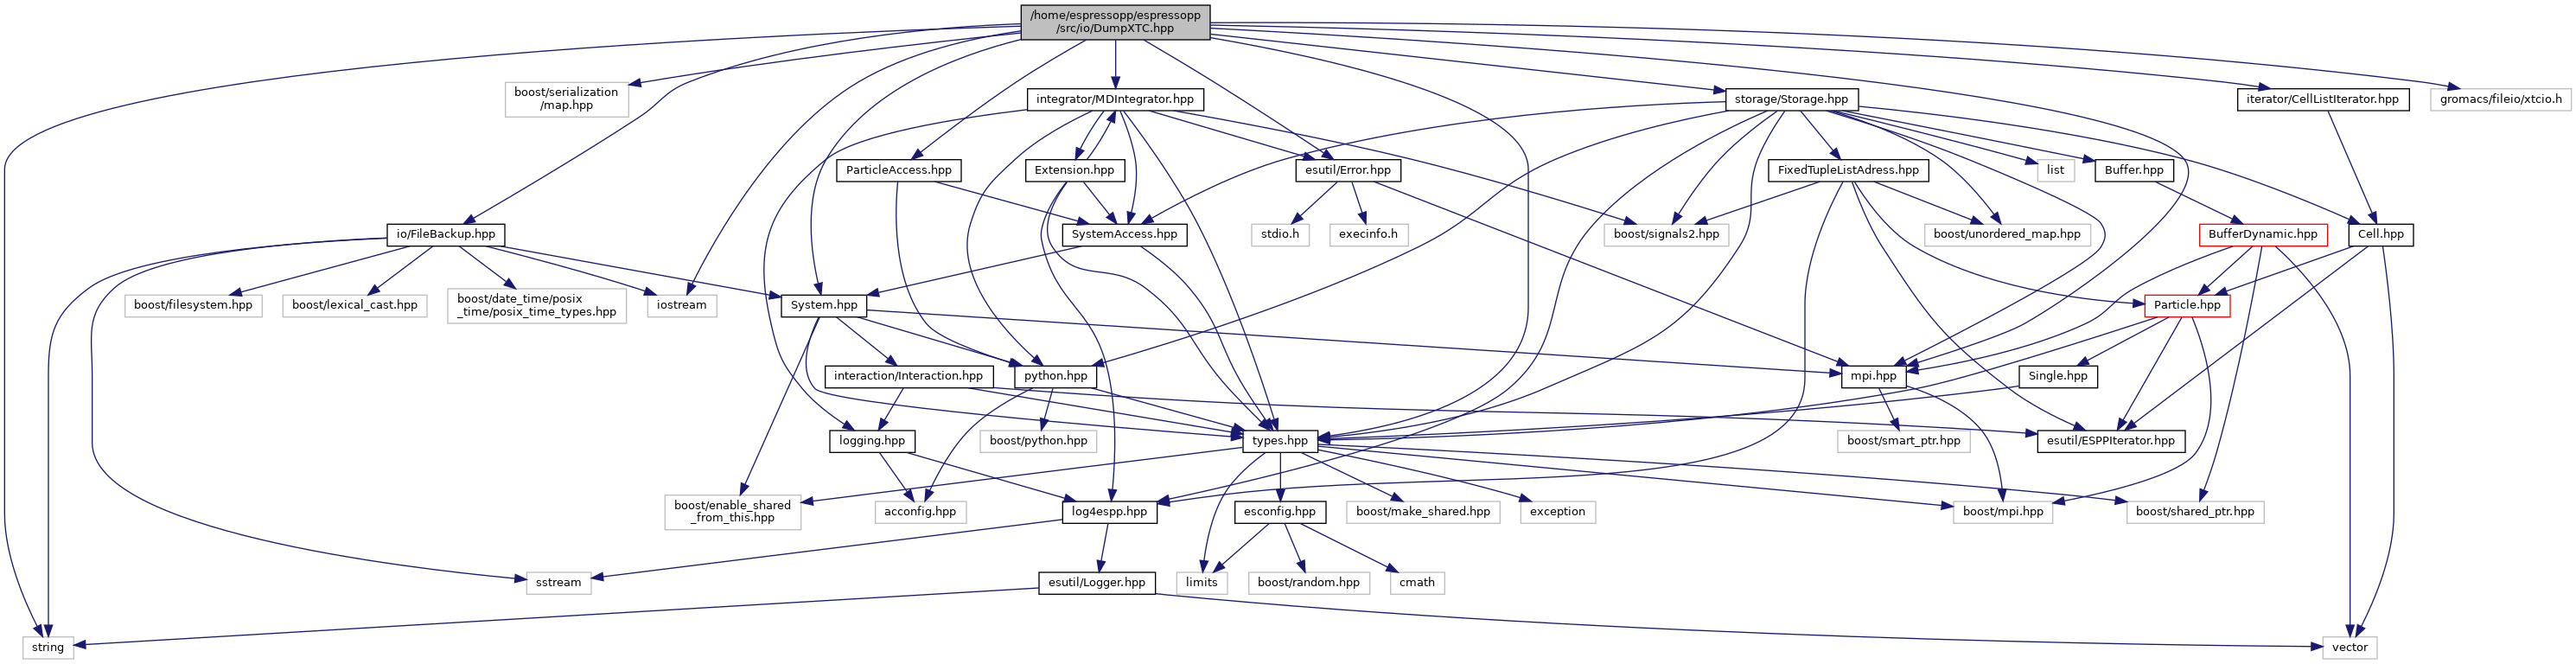 /home/espressopp/espressopp
/src/io/DumpXTC.hpp
boost/serialization
/map.hpp
integrator/MDIntegrator.hpp
storage/Storage.hpp
iterator/CellListIterator.hpp
gromacs/fileio/xtcio.h
ParticleAccess.hpp
Extension.hpp
esutil/Error.hpp
FixedTupleListAdress.hpp
list
Buffer.hpp
io/FileBackup.hpp
SystemAccess.hpp
stdio.h
execinfo.h
boost/signals2.hpp
boost/unordered_map.hpp
BufferDynamic.hpp
Cell.hpp
boost/filesystem.hpp
boost/lexical_cast.hpp
boost/date_time/posix
_time/posix_time_types.hpp
iostream
System.hpp
Particle.hpp
interaction/Interaction.hpp
python.hpp
mpi.hpp
Single.hpp
logging.hpp
boost/python.hpp
types.hpp
boost/smart_ptr.hpp
esutil/ESPPIterator.hpp
boost/enable_shared
_from_this.hpp
acconfig.hpp
log4espp.hpp
esconfig.hpp
boost/make_shared.hpp
exception
boost/mpi.hpp
boost/shared_ptr.hpp
sstream
esutil/Logger.hpp
limits
boost/random.hpp
cmath
string
vector